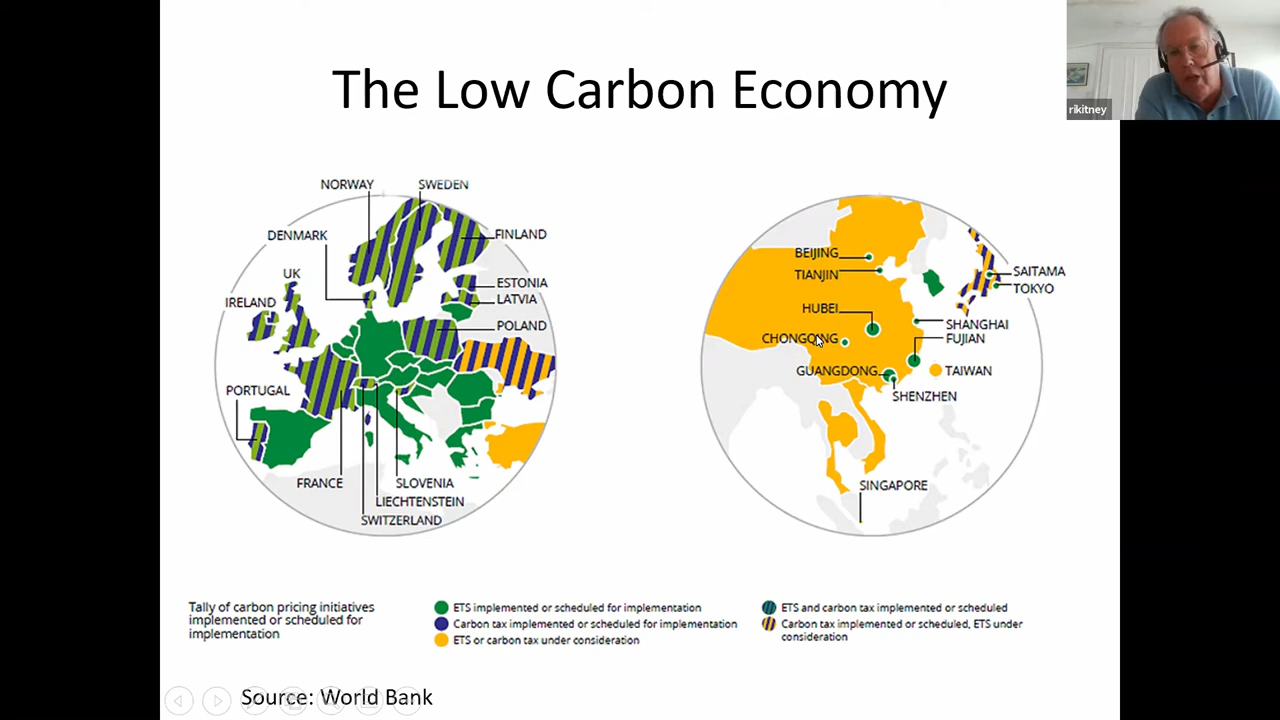 The Low Carbon Economy
rikitney
NORWAY
SWEDEN
DENMARK
FINLAND
UK
ESTONIA
IRELAND
LATVIA
POLAND
PORTUGAL
FRANCE
SLOVENIA
LIECHTENSTEIN
SWITZERLAND
BEIJING
TIANJIN
SAITAMA
TOKYO
HUBEI
SHANGHAI
CHONGQING
FUJIAN
GUANGDONG
TAIWAN
SHENZHEN
SINGAPORE
Tally of carbon pricing initiatives
implemented or scheduled for
implementation
ETS implemented or scheduled for implementation
Carbon tax implemented or scheduled for implementation
ETS or carbon tax under consideration
ETS and carbon tax implemented or scheduled
Carbon tax implemented or scheduled, ETS under
consideration
Source: World Bank